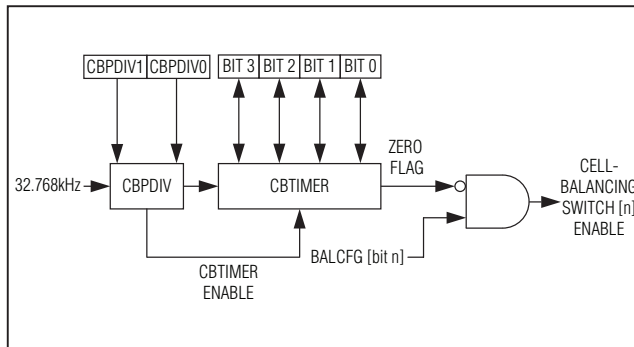 CBPDIV1 CBPDIV0 BIT 3 BIT 2 BIT 1 BIT 0
ZERO
FLAG
32.768kHz CBPDIV CBTIMER
CELL-
BALANCING
SWITCH [n]
ENABLE
CBTIMER
ENABLE
BALCFG [bit n]